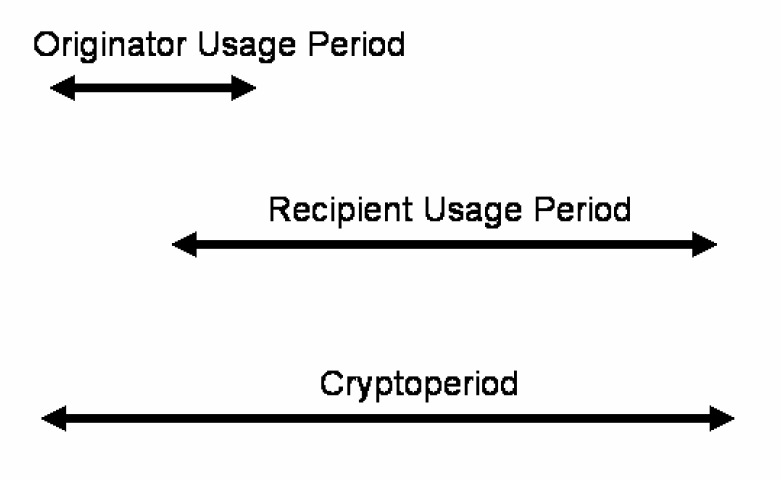 Originator Usage Period
Recipient Usage Period
Cryptoperiod